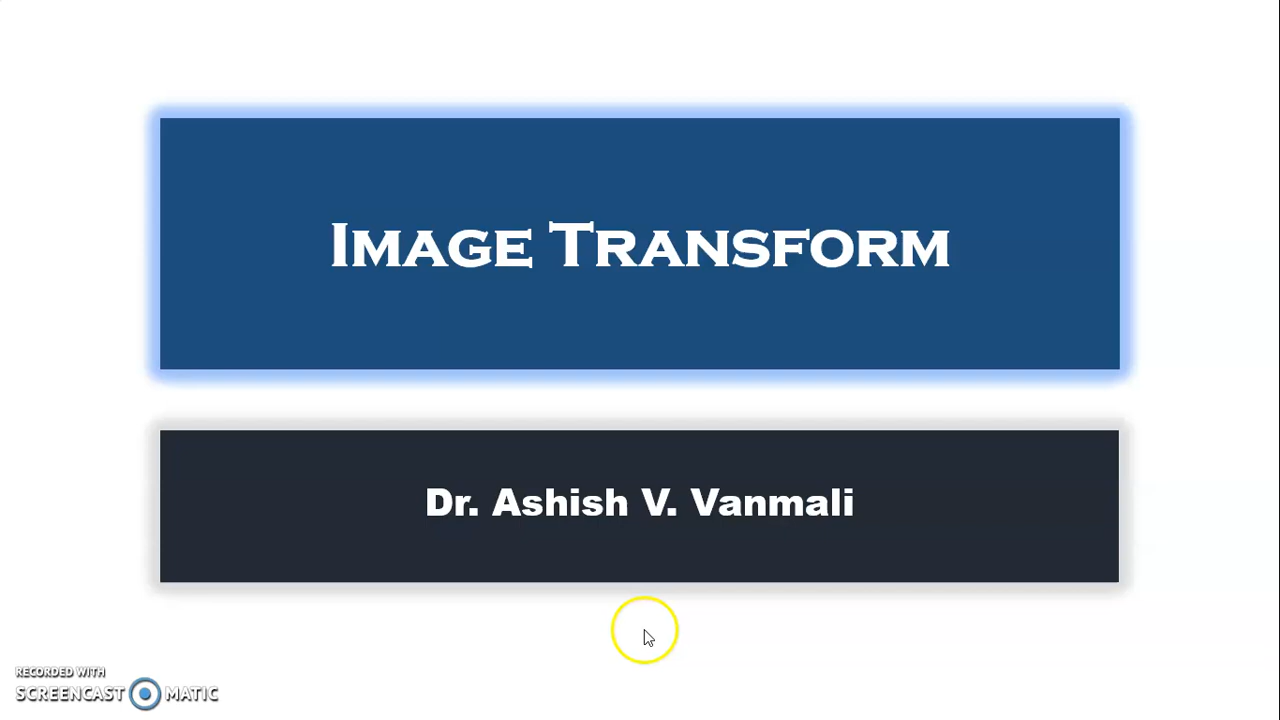 Image Transform
Dr. Ashish V. Vanmali
RECORDED WITH
SCREENCAST MATIC